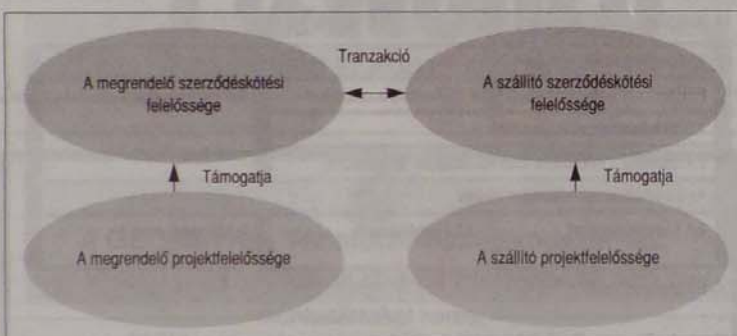 Tranzakció
A megrendelő szerződéskötési
felelőssége
A szállító szerződéskötési
felelőssége
Támogatja
Támogatja
A megrendelő projektfelelőssége
A szállító projektfelelőssége